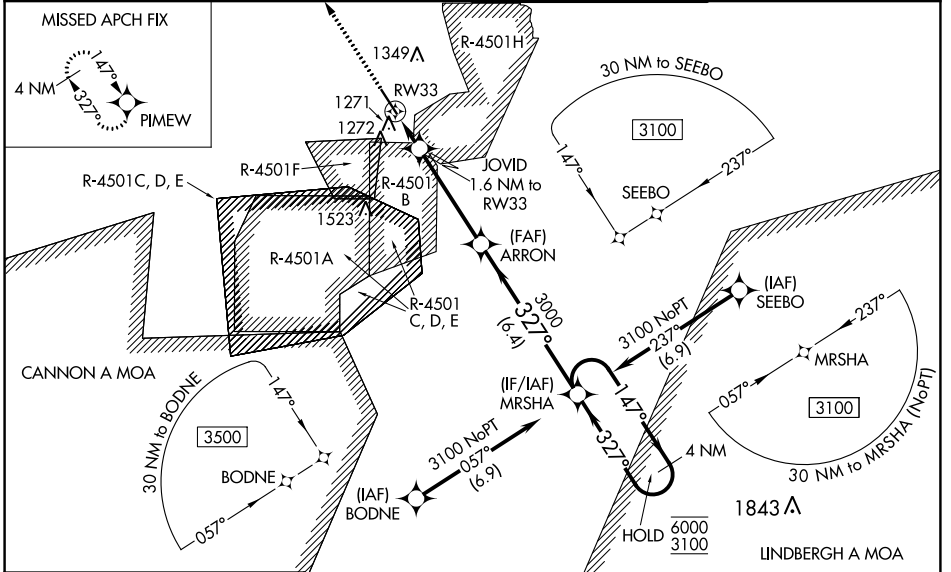 MISSED APCH FIX
147°
4 NM
327°
PIMEW
1349
R-4501H
RW33
1271
1272
30 NM to SEEBO
3100
147°
237°
SEEBO
JOVID
1.6 NM to
RW33
R-4501F
R-4501
B
R-4501C, D, E
1523
R-4501A
R-4501
C, D, E
(FAF)
ARRON
3000
327°
(6.4)
(IAF)
SEEBO
3100 NoPT
237°
(6.9)
237°
MRSHA
057°
3100
30 NM to MRSHA (NoPT)
CANNON A MOA
(IF/IAF)
MRSHA
147°
327°
4 NM
30 NM to BODNE
147°
3500
BODNE
057°
3100 NoPT
057°
(6.9)
(IAF)
BODNE
HOLD
6000
3100
1843
LINDBERGH A MOA